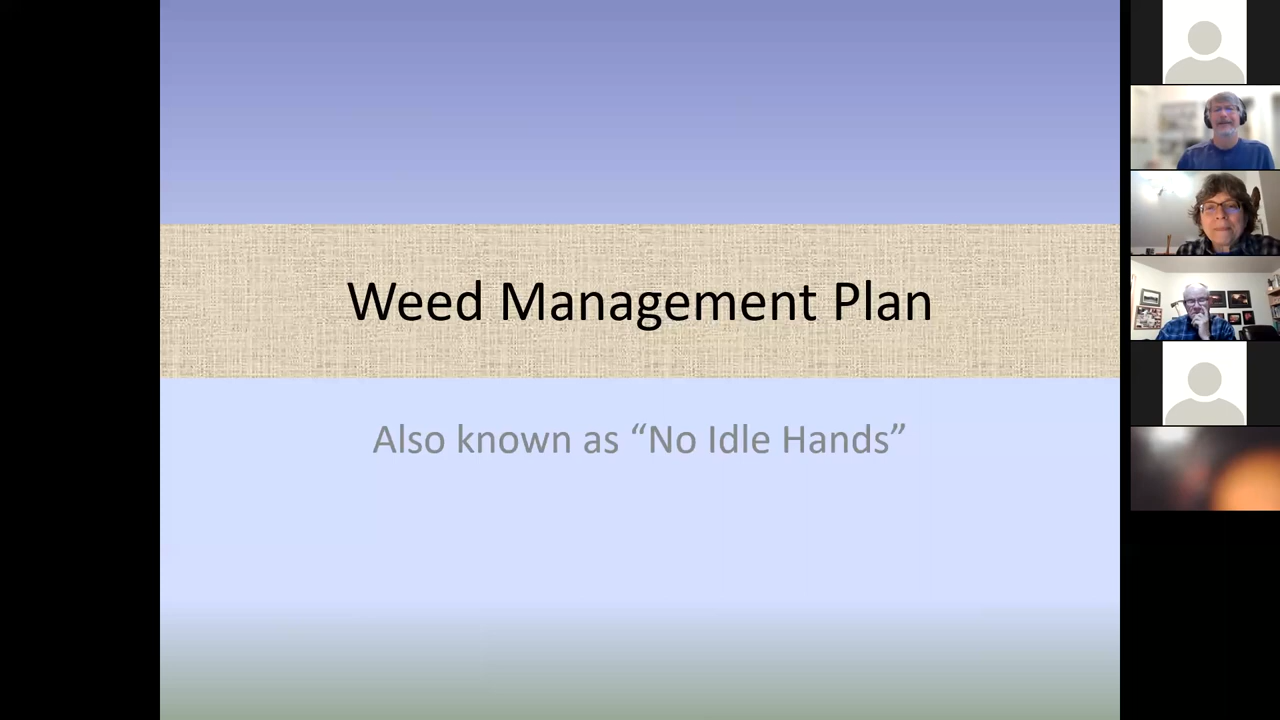 Weed Management Plan
Also known as “No Idle Hands”